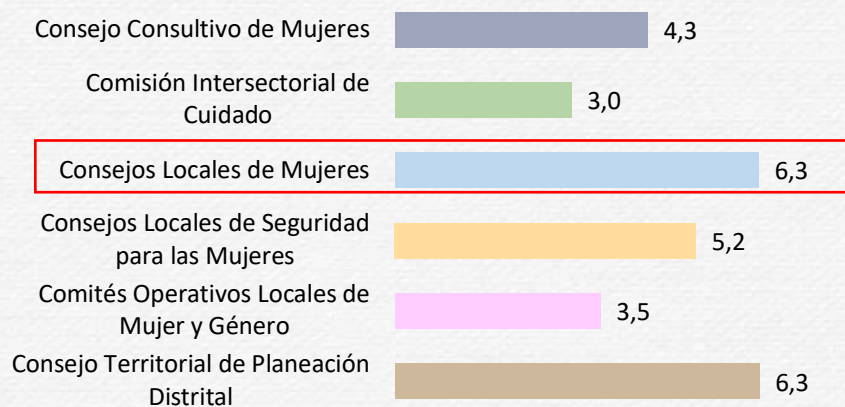 Consejo Consultivo de Mujeres 4,3
Comisión Intersectorial de
Cuidado 3,0
Consejos Locales de Mujeres 6,3
Consejos Locales de Seguridad
para las Mujeres 5,2
Comités Operativos Locales de
Mujer y Género 3,5
Consejo Territorial de Planeación
Distrital 6,3